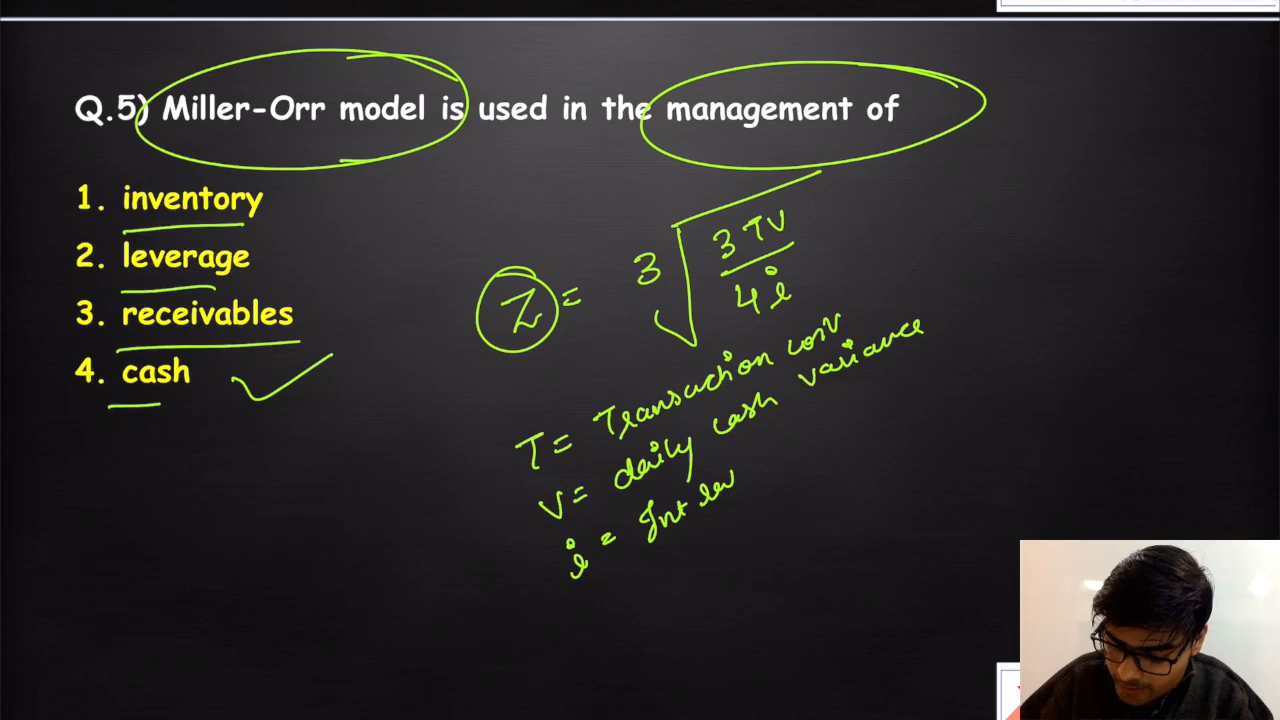 Q.5) Miller-Orr model is used in the management of
1. inventory
2. leverage
3. receivables
4. cash
Z = 3√ 3TV
4i
T = Transaction cost
V = daily cash variance
i = Int